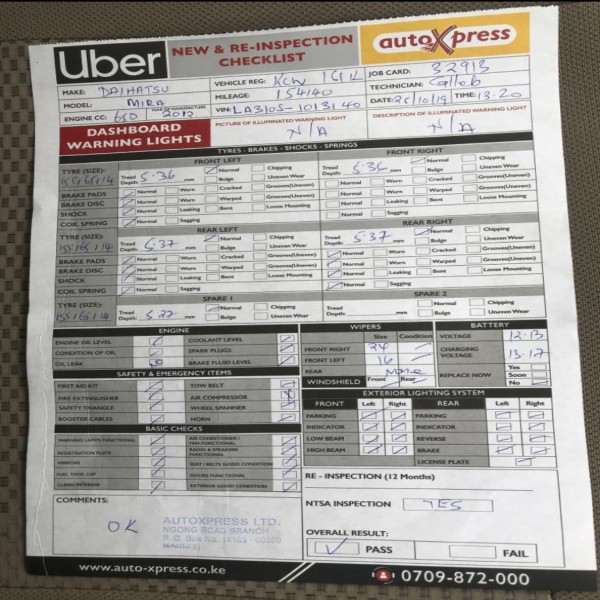 Uber NEW & RE-INSPECTION CHECKLIST autoXpress
MAKE: DAIHATSU VEHICLE REG: JOB CARD: 32913
MODEL: MIRA MILEAGE: 154140 TECHNICIAN: Calleb
ENGINE CC: 650 YEAR OF MANUFACTURE 2012 VIN: LA310S-1013140 DATE: TIME: 13:20
DASHBOARD WARNING LIGHTS PICTURE OF ILLUMINATED WARNING LIGHT N/A DESCRIPTION OF ILLUMINATED WARNING LIGHT N/A
TYRES - BRAKES - SHOCKS - SPRINGS
FRONT LEFT FRONT RIGHT
TYRE (SIZE): 155/65/14 Tread Depth: 5.36 mm Normal Chipping Tread Depth: 5.36 mm Normal Chipping
Bulge Uneven Wear Bulge Uneven Wear
BRAKE PADS Normal Worn Cracked Grooves(Uneven) Normal Worn Cracked Grooves(Uneven)
BRAKE DISC Normal Worn Warped Grooves(Uneven) Normal Worn Warped Grooves(Uneven)
SHOCK Normal Leaking Bent Loose Mounting Normal Leaking Bent Loose Mounting
COIL SPRING Normal Sagging Normal Sagging
REAR LEFT REAR RIGHT
TYRE (SIZE): 155/65/14 Tread Depth: 5.37 mm Normal Chipping Tread Depth: 5.37 mm Normal Chipping
Bulge Uneven Wear Bulge Uneven Wear
BRAKE PADS Normal Worn Cracked Grooves(Uneven) Normal Worn Cracked Grooves(Uneven)
BRAKE DISC Normal Worn Warped Grooves(Uneven) Normal Worn Warped Grooves(Uneven)
SHOCK Normal Leaking Bent Loose Mounting Normal Leaking Bent Loose Mounting
COIL SPRING Normal Sagging Normal Sagging
SPARE 1 SPARE 2
TYRE (SIZE): 155/65/14 Tread Depth: 5.27 mm Normal Chipping Tread Depth: mm Normal Chipping
Bulge Uneven Wear Bulge Uneven Wear
ENGINE WIPERS BATTERY
ENGINE OIL LEVEL COOLANT LEVEL Size Condition VOLTAGE 12.13
CONDITION OF OIL SPARK PLUGS FRONT RIGHT CHARGING VOLTAGE 13.17
OIL LEAK BRAKE FLUID LEVEL FRONT LEFT 16 Yes
SAFETY & EMERGENCY ITEMS REAR None REPLACE NOW Soon
FIRST AID KIT TOW BELT WINDSHIELD Front Rear No
FIRE EXTINGUISHER AIR COMPRESSOR EXTERIOR LIGHTING SYSTEM
SAFETY TRIANGLE WHEEL SPANNER FRONT Left Right REAR Left Right
BOOSTER CABLES HORN PARKING PARKING
BASIC CHECKS INDICATOR INDICATOR
WARNING LAMPS FUNCTIONAL AIR CONDITIONER / FAN FUNCTIONAL LOW BEAM REVERSE
REGISTRATION PLATE RADIO & SPEAKERS FUNCTIONAL HIGH BEAM BRAKE
MIRRORS SEAT / BELTS GOOD CONDITION LICENSE PLATE
FUEL TANK CAP DOORS FUNCTIONAL RE - INSPECTION (12 Months)
CLEAN INTERIOR EXTERIOR GOOD CONDITION NTSA INSPECTION YES
COMMENTS:
OK AUTOXPRESS LTD.
NGONG ROAD BRANCH
P. O. Box No.
NAIROBI
OVERALL RESULT:
PASS FAIL
www.auto-xpress.co.ke 0709-872-000